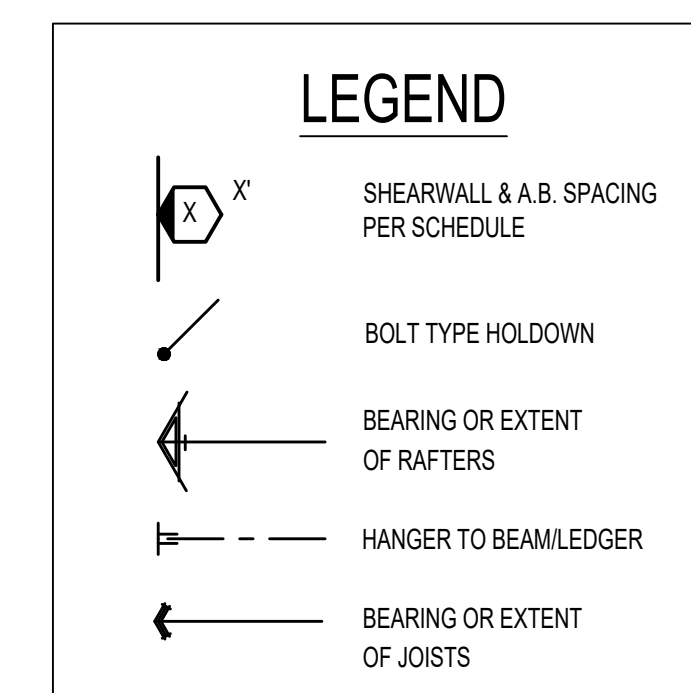 LEGEND
X X' SHEARWALL & A.B. SPACING
PER SCHEDULE
BOLT TYPE HOLDOWN
BEARING OR EXTENT
OF RAFTERS
HANGER TO BEAM/LEDGER
BEARING OR EXTENT
OF JOISTS